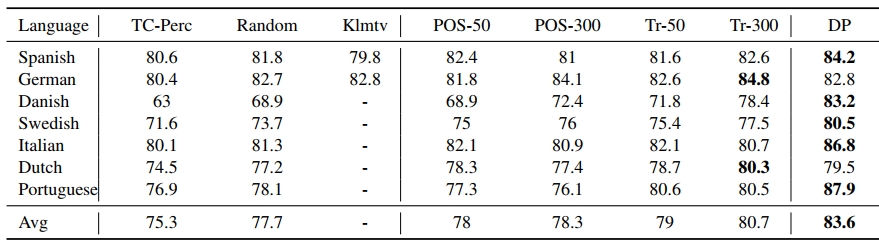 Language TC-Perc Random Klmtv POS-50 POS-300 Tr-50 Tr-300 DP
Spanish 80.6 81.8 79.8 82.4 81 81.6 82.6 84.2
German 80.4 82.7 82.8 81.8 84.1 82.6 84.8 82.8
Danish 63 68.9 - 68.9 72.4 71.8 78.4 83.2
Swedish 71.6 73.7 - 75 76 75.4 77.5 80.5
Italian 80.1 81.3 - 82.1 80.9 82.1 80.7 86.8
Dutch 74.5 77.2 - 78.3 77.4 78.7 80.3 79.5
Portuguese 76.9 78.1 - 77.3 76.1 80.6 80.5 87.9
Avg 75.3 77.7 - 78 78.3 79 80.7 83.6